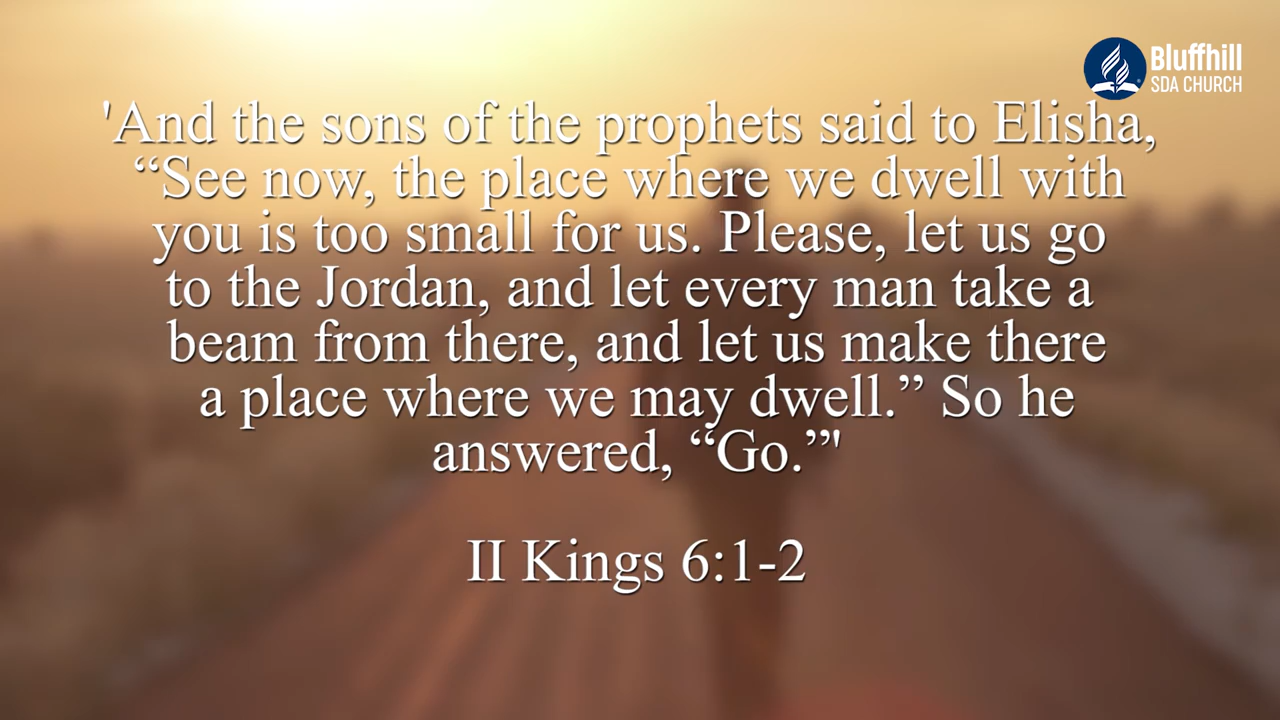 Bluffhill
SDA CHURCH
'And the sons of the prophets said to Elisha,
“See now, the place where we dwell with
you is too small for us. Please, let us go
to the Jordan, and let every man take a
beam from there, and let us make there
a place where we may dwell.” So he
answered, “Go.”'
II Kings 6:1-2